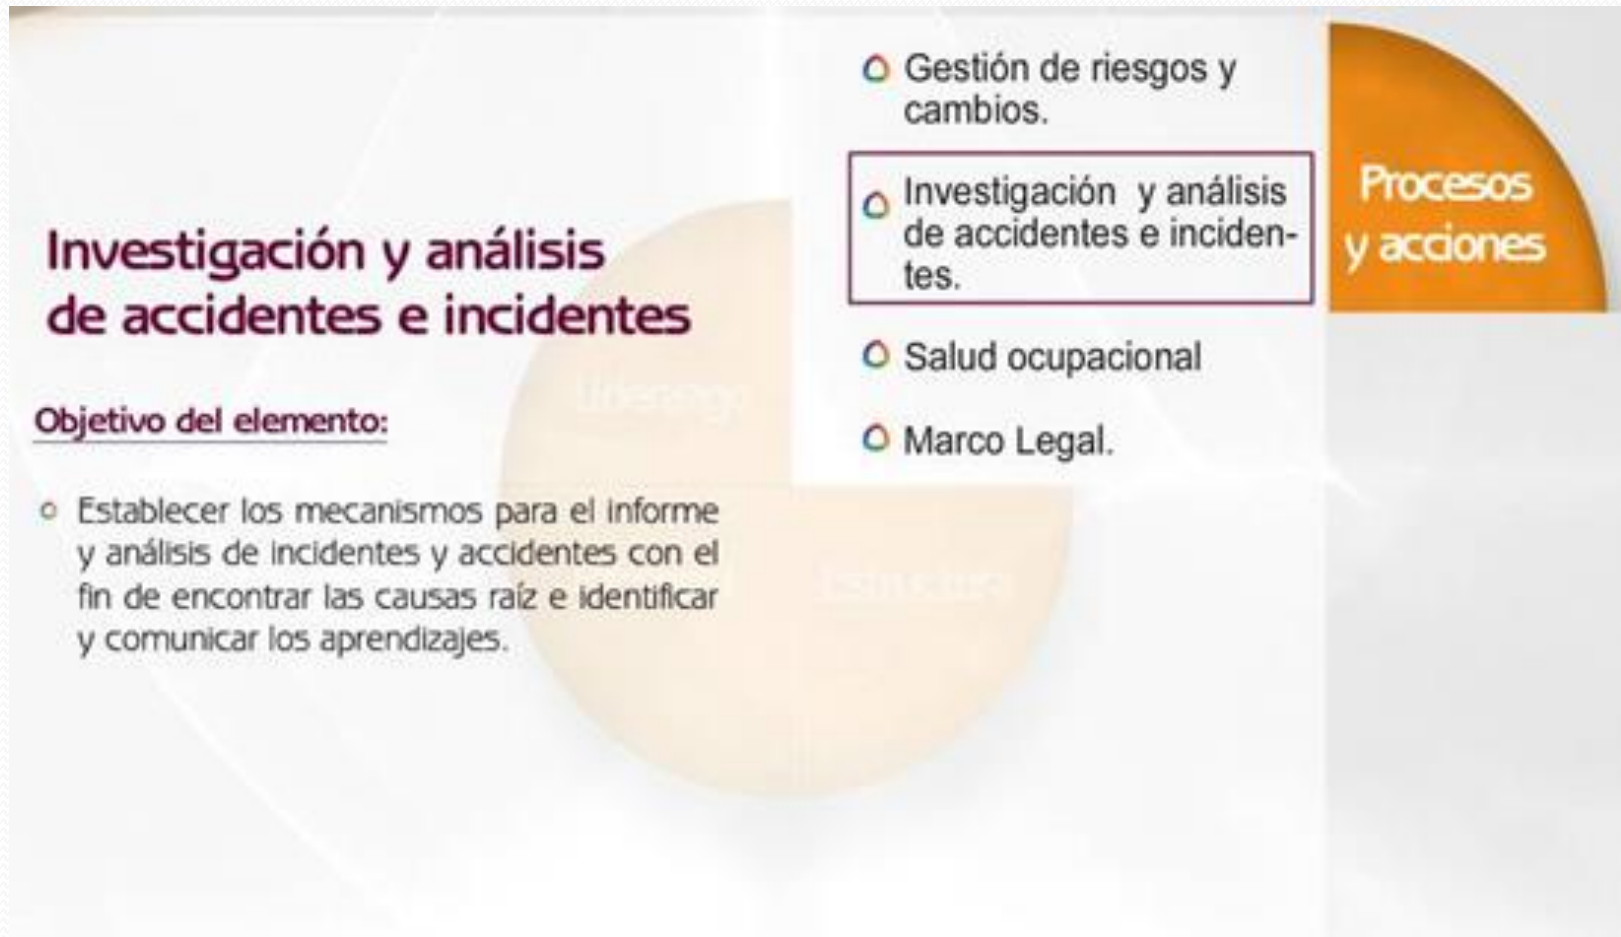 Investigación y análisis
de accidentes e incidentes
Objetivo del elemento:
Establecer los mecanismos para el informe
y análisis de incidentes y accidentes con el
fin de encontrar las causas raíz e identificar
y comunicar los aprendizajes.
Gestión de riesgos y
cambios.
Investigación y análisis
de accidentes e inciden-
tes.
Salud ocupacional
Marco Legal.
Procesos
y acciones
Liderazgo